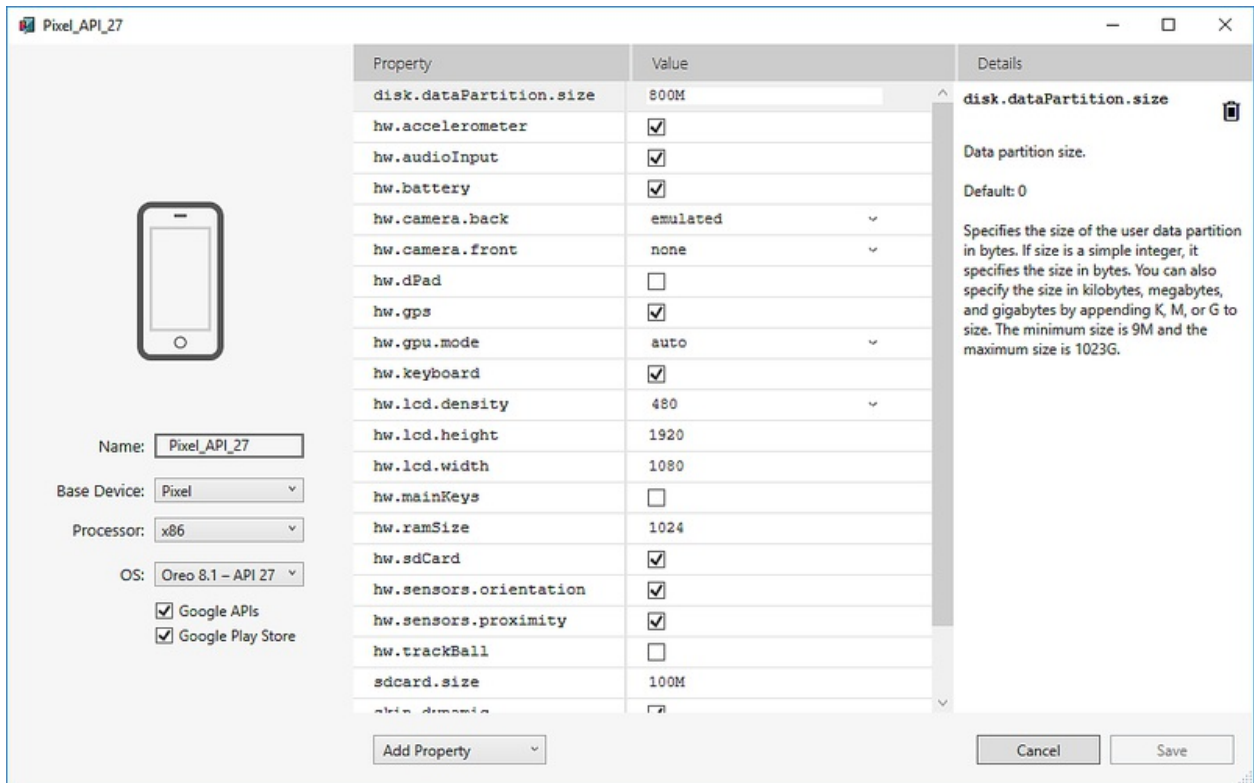 Pixel_API_27
Property Value Details
disk.dataPartition.size 800M
hw.accelerometer
hw.audioInput
hw.battery
hw.camera.back emulated
hw.camera.front none
hw.dPad
hw.gps
hw.gpu.mode auto
hw.keyboard
hw.lcd.density 480
hw.lcd.height 1920
hw.lcd.width 1080
hw.mainKeys
hw.ramSize 1024
hw.sdCard
hw.sensors.orientation
hw.sensors.proximity
hw.trackBall
sdcard.size 100M
skin.dynamic
disk.dataPartition.size
Data partition size.
Default: 0
Specifies the size of the user data partition
in bytes. If size is a simple integer, it
specifies the size in bytes. You can also
specify the size in kilobytes, megabytes,
and gigabytes by appending K, M, or G to
size. The minimum size is 9M and the
maximum size is 1023G.
Name: Pixel_API_27
Base Device: Pixel
Processor: x86
OS: Oreo 8.1 – API 27
Google APIs
Google Play Store
Add Property
Cancel Save